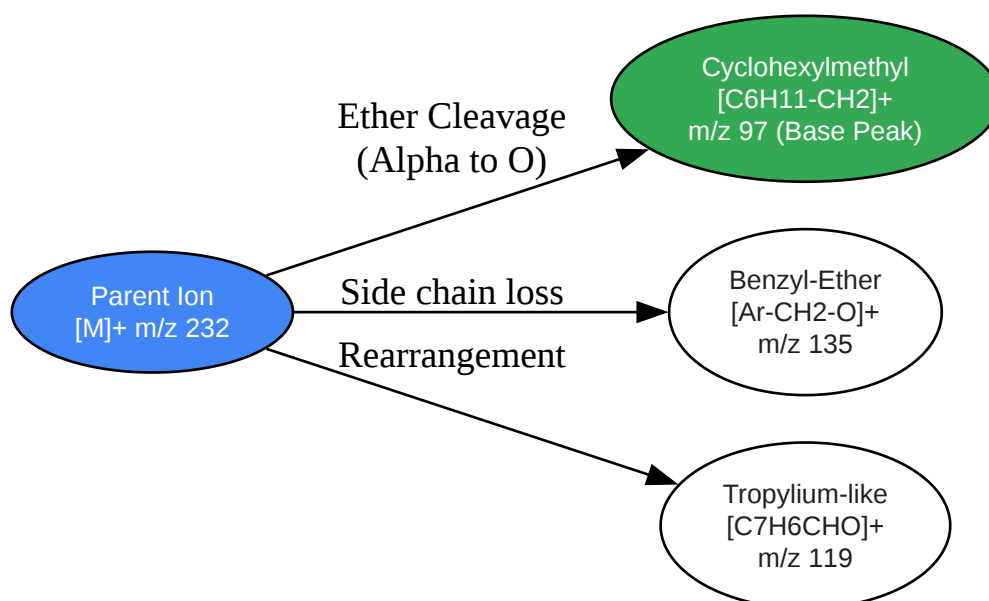 Cyclohexylmethyl
[C6H11-CH2]+
m/z 97 (Base Peak)
Ether Cleavage
(Alpha to O)
Parent Ion
[M]+ m/z 232
Side chain loss
Benzyl-Ether
[Ar-CH2-O]+
m/z 135
Rearrangement
Tropylium-like
[C7H6CHO]+
m/z 119